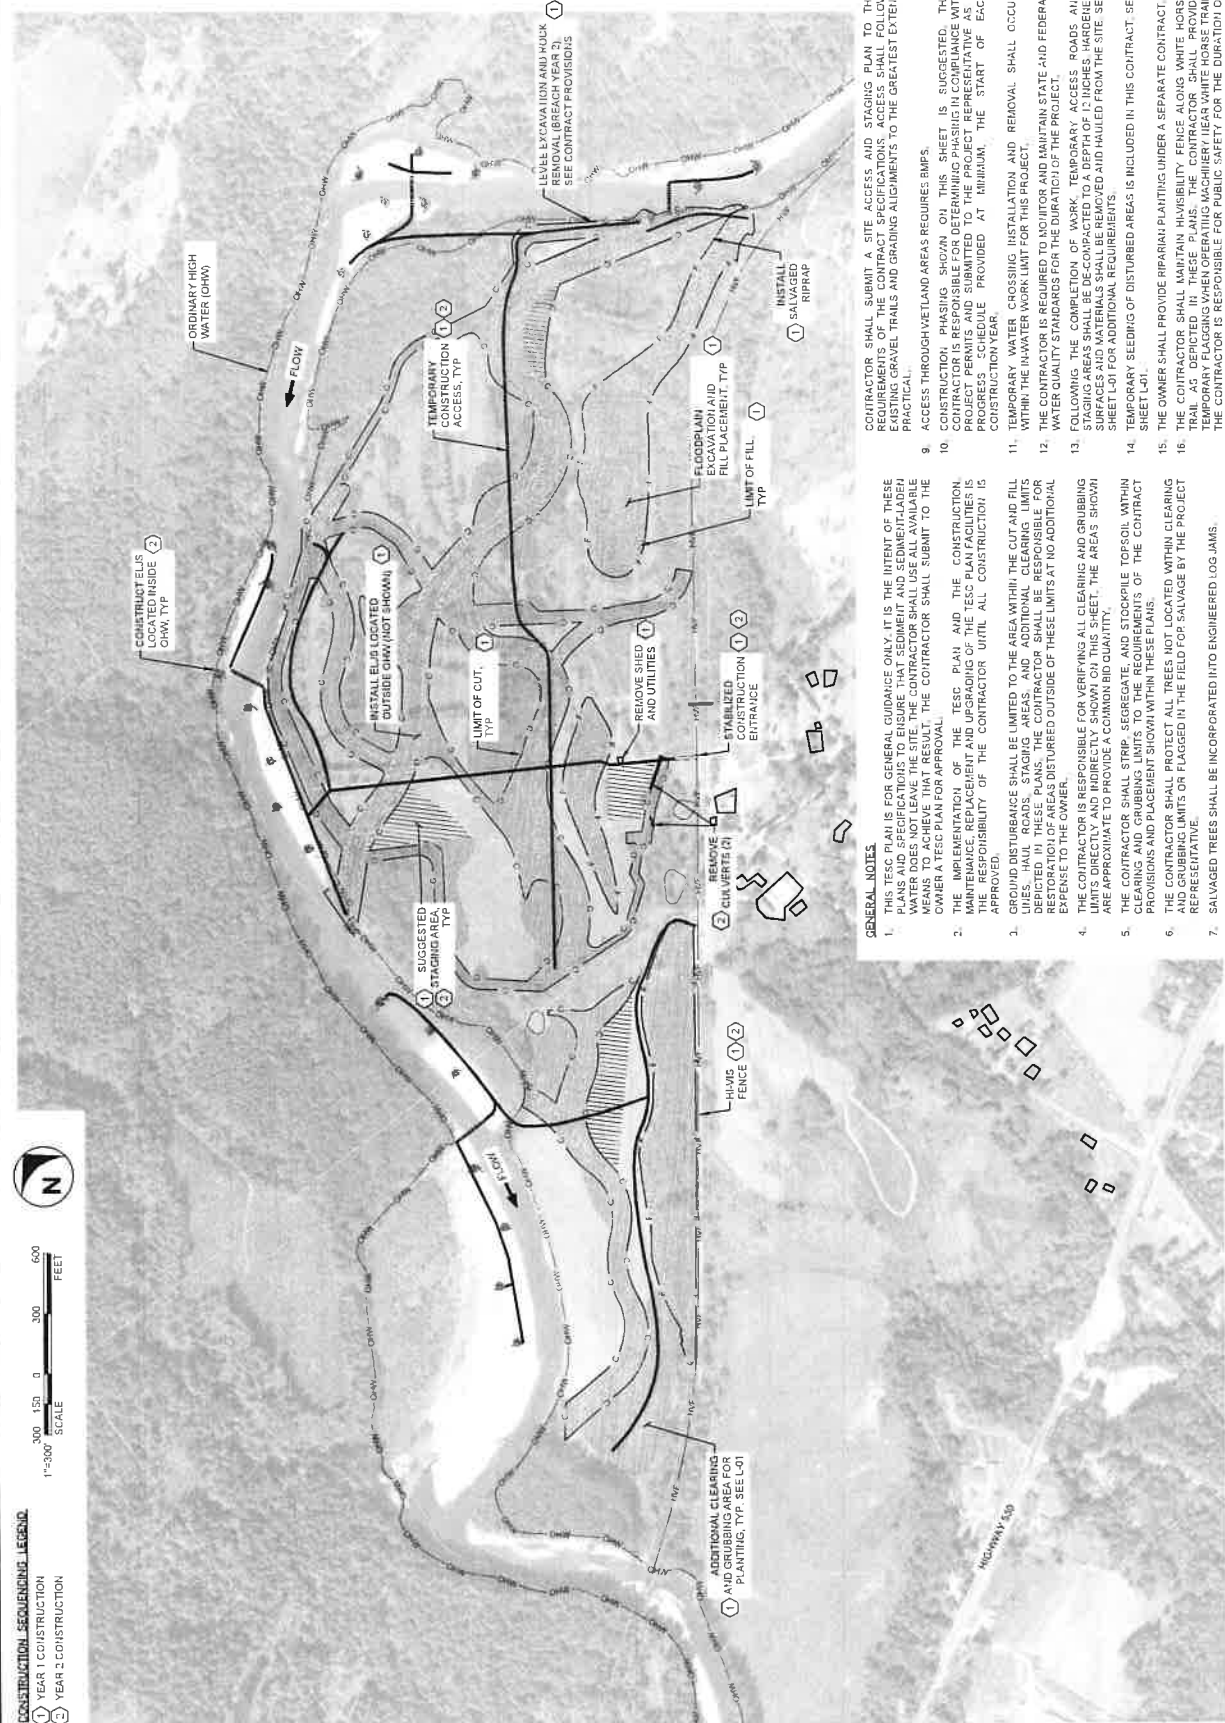 CONSTRUCTION SEQUENCING LEGEND
1 YEAR 1 CONSTRUCTION
2 YEAR 2 CONSTRUCTION
300 150 0 300 600
1"=300'
SCALE FEET
N
CONSTRUCT ELJS 2
LOCATED INSIDE
OHW, TYP
ORDINARY HIGH
WATER (OHW)
FLOW
LEVEE EXCAVATION AND ROCK 1
REMOVAL (BREACH YEAR 2).
SEE CONTRACT PROVISIONS
TEMPORARY
CONSTRUCTION 1 2
ACCESS, TYP
INSTALL ELJS LOCATED 1
OUTSIDE OHW (NOT SHOWN)
LIMIT OF CUT, 1
TYP
SUGGESTED
1 STAGING AREA,
2 TYP
FLOW
INSTALL
1 SALVAGED
RIPRAP
FLOODPLAIN 1
EXCAVATION AND
FILL PLACEMENT, TYP
LIMIT OF FILL, 1
TYP
REMOVE SHED 1
AND UTILITIES
STABILIZED
CONSTRUCTION 1 2
ENTRANCE
REMOVE
2 CULVERTS (2)
HI-VIS
FENCE 1 2
ADDITIONAL CLEARING
1 AND GRUBBING AREA FOR
PLANTING, TYP. SEE L-01
HIGHWAY 530
GENERAL NOTES
1. THIS TESC PLAN IS FOR GENERAL GUIDANCE ONLY. IT IS THE INTENT OF THESE
PLANS AND SPECIFICATIONS TO ENSURE THAT SEDIMENT AND SEDIMENT-LADEN
WATER DOES NOT LEAVE THE SITE. THE CONTRACTOR SHALL USE ALL AVAILABLE
MEANS TO ACHIEVE THAT RESULT. THE CONTRACTOR SHALL SUBMIT TO THE
OWNER A TESC PLAN FOR APPROVAL.
2. THE IMPLEMENTATION OF THE TESC PLAN AND THE CONSTRUCTION,
MAINTENANCE, REPLACEMENT AND UPGRADING OF THE TESC PLAN FACILITIES IS
THE RESPONSIBILITY OF THE CONTRACTOR UNTIL ALL CONSTRUCTION IS
APPROVED.
3. GROUND DISTURBANCE SHALL BE LIMITED TO THE AREA WITHIN THE CUT AND FILL
LINES, HAUL ROADS, STAGING AREAS, AND ADDITIONAL CLEARING LIMITS
DEPICTED IN THESE PLANS. THE CONTRACTOR SHALL BE RESPONSIBLE FOR
RESTORATION OF AREAS DISTURBED OUTSIDE OF THESE LIMITS AT NO ADDITIONAL
EXPENSE TO THE OWNER.
4. THE CONTRACTOR IS RESPONSIBLE FOR VERIFYING ALL CLEARING AND GRUBBING
LIMITS DIRECTLY AND INDIRECTLY SHOWN ON THIS SHEET. THE AREAS SHOWN
ARE APPROXIMATE TO PROVIDE A COMMON BID QUANTITY.
5. THE CONTRACTOR SHALL STRIP, SEGREGATE, AND STOCKPILE TOPSOIL WITHIN
CLEARING AND GRUBBING LIMITS TO THE REQUIREMENTS OF THE CONTRACT
PROVISIONS AND PLACEMENT SHOWN WITHIN THESE PLANS.
6. THE CONTRACTOR SHALL PROTECT ALL TREES NOT LOCATED WITHIN CLEARING
AND GRUBBING LIMITS OR FLAGGED IN THE FIELD FOR SALVAGE BY THE PROJECT
REPRESENTATIVE.
7. SALVAGED TREES SHALL BE INCORPORATED INTO ENGINEERED LOG JAMS.
CONTRACTOR SHALL SUBMIT A SITE ACCESS AND STAGING PLAN TO TH
REQUIREMENTS OF THE CONTRACT SPECIFICATIONS. ACCESS SHALL FOLLOW
EXISTING GRAVEL TRAILS AND GRADING ALIGNMENTS TO THE GREATEST EXTEN
PRACTICAL.
9. ACCESS THROUGH WETLAND AREAS REQUIRES BMPS.
10. CONSTRUCTION PHASING SHOWN ON THIS SHEET IS SUGGESTED. TH
CONTRACTOR IS RESPONSIBLE FOR DETERMINING PHASING IN COMPLIANCE WIT
PROJECT PERMITS AND SUBMITTED TO THE PROJECT REPRESENTATIVE AS
PROGRESS SCHEDULE PROVIDED AT MINIMUM, THE START OF EAC
CONSTRUCTION YEAR.
11. TEMPORARY WATER CROSSING INSTALLATION AND REMOVAL SHALL OCCU
WITHIN THE IN-WATER WORK LIMIT FOR THIS PROJECT.
12. THE CONTRACTOR IS REQUIRED TO MONITOR AND MAINTAIN STATE AND FEDERA
WATER QUALITY STANDARDS FOR THE DURATION OF THE PROJECT.
13. FOLLOWING THE COMPLETION OF WORK, TEMPORARY ACCESS ROADS AN
STAGING AREAS SHALL BE DE-COMPACTED TO A DEPTH OF 12 INCHES. HARDENE
SURFACES AND MATERIALS SHALL BE REMOVED AND HAULED FROM THE SITE. SE
SHEET L-01 FOR ADDITIONAL REQUIREMENTS.
14. TEMPORARY SEEDING OF DISTURBED AREAS IS INCLUDED IN THIS CONTRACT, SE
SHEET L-01.
15. THE OWNER SHALL PROVIDE RIPARIAN PLANTING UNDER A SEPARATE CONTRACT.
16. THE CONTRACTOR SHALL MAINTAIN HI-VISIBILITY FENCE ALONG WHITE HORS
TRAIL AS DEPICTED IN THESE PLANS. THE CONTRACTOR SHALL PROVID
TEMPORARY FLAGGING WHEN OPERATING MACHINERY NEAR WHITE HORSE TRAIL
THE CONTRACTOR IS RESPONSIBLE FOR PUBLIC SAFETY FOR THE DURATION O